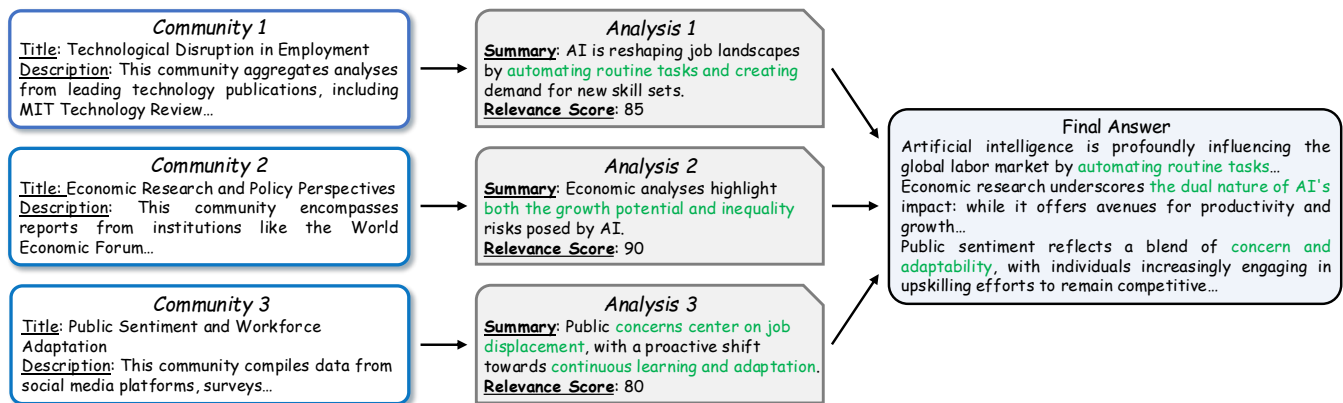 Community 1
Title: Technological Disruption in Employment
Description: This community aggregates analyses
from leading technology publications, including
MIT Technology Review…
Analysis 1
Summary: AI is reshaping job landscapes
by automating routine tasks and creating
demand for new skill sets.
Relevance Score: 85
Community 2
Title: Economic Research and Policy Perspectives
Description: This community encompasses
reports from institutions like the World
Economic Forum…
Analysis 2
Summary: Economic analyses highlight
both the growth potential and inequality
risks posed by AI.
Relevance Score: 90
Community 3
Title: Public Sentiment and Workforce
Adaptation
Description: This community compiles data from
social media platforms, surveys…
Analysis 3
Summary: Public concerns center on job
displacement, with a proactive shift
towards continuous learning and adaptation.
Relevance Score: 80
Final Answer
Artificial intelligence is profoundly influencing the
global labor market by automating routine tasks…
Economic research underscores the dual nature of AI's
impact: while it offers avenues for productivity and
growth…
Public sentiment reflects a blend of concern and
adaptability, with individuals increasingly engaging in
upskilling efforts to remain competitive…